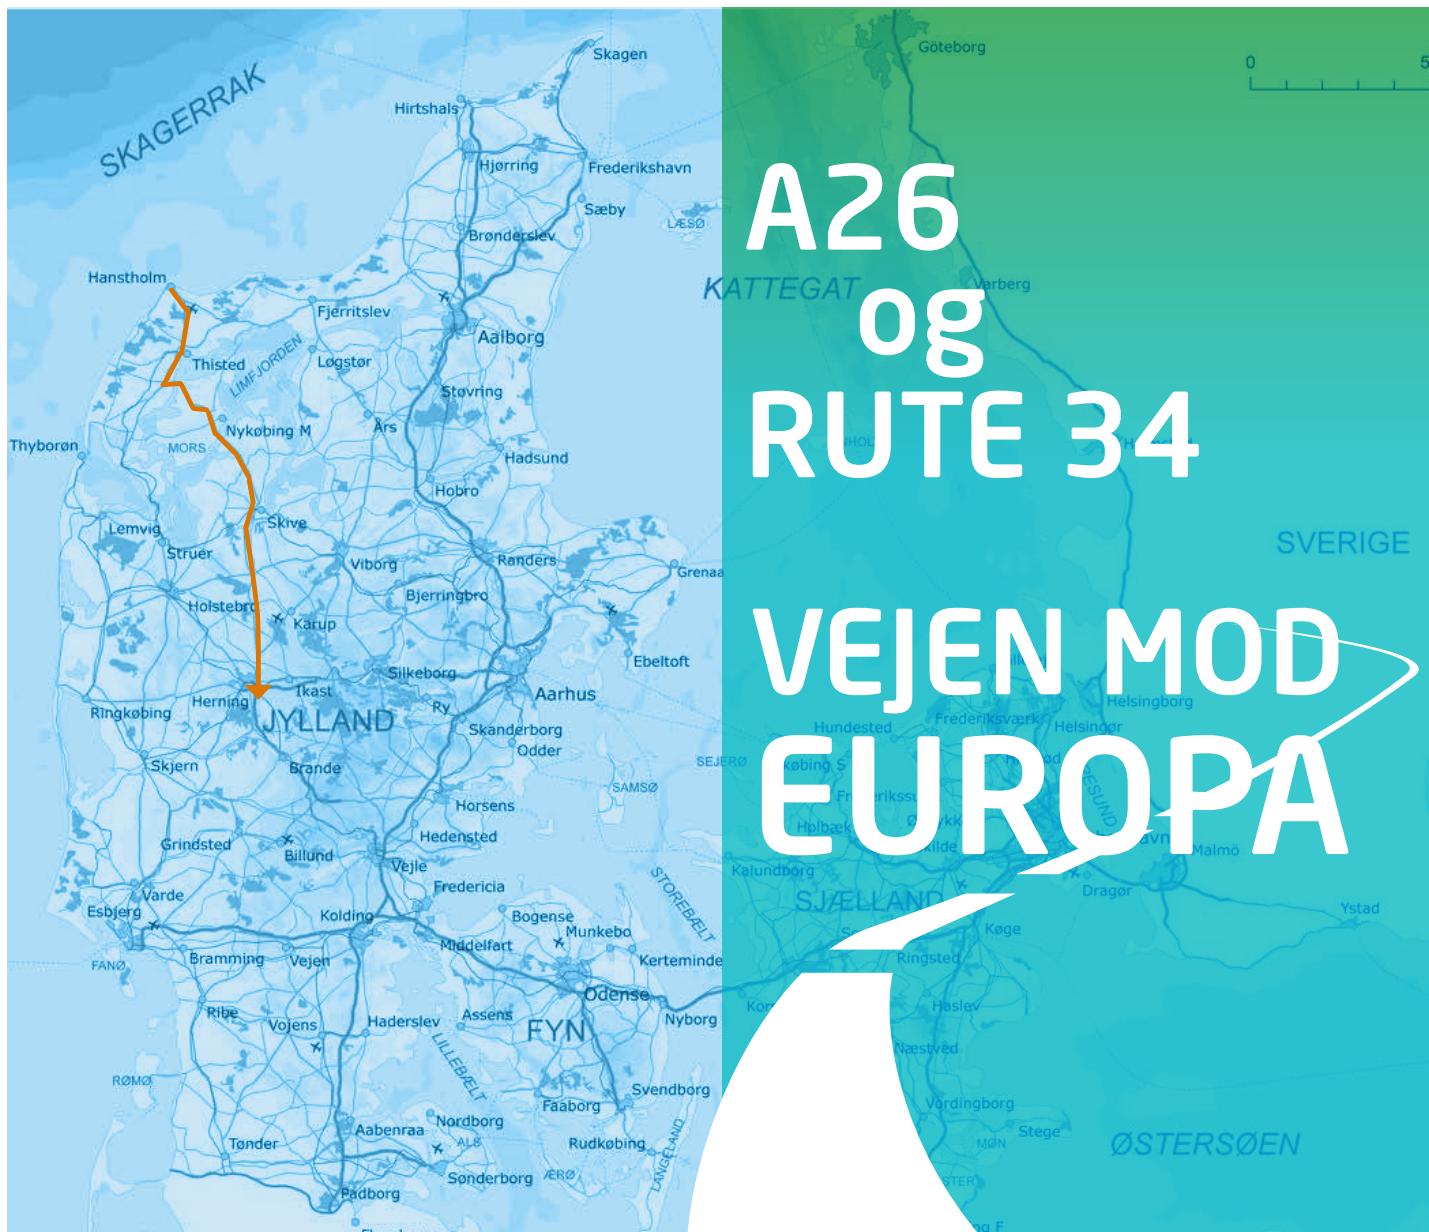 Göteborg
Skagen
0
5
SKAGERRAK
Hirtshals
Hjørring
Frederikshavn
Sæby
LÆSØ
Brønderslev
A26
Hanstholm
KATTEGAT
Varberg
og
Fjerritslev
Aalborg
Thisted
LIMFJORDEN
Løgstør
Støvring
RUTE 34
Nykøbing M
Års
MORS
Thyborøn
Hadsund
Hobro
Lemvig
Skive
Struer
SVERIGE
Viborg
Randers
Grenaa
Bjerringbro
Holstebro
Karup
VEJEN MOD
Ebeltoft
Silkeborg
Ikast
Aarhus
Herning
Ry
Helsingborg
Ringkøbing
JYLLAND
Frederiksværk
Helsingør
Hundested
Skanderborg
Odder
EUROPA
Skjern
Brande
SEJERØ
købing S
SAMSØ
Horsens
Hedensted
Holbæk
Grindsted
Billund
Vejle
Malmö
Kalundborg
Fredericia
Varde
STOREBÆLT
Dragør
SJÆLLAND
Esbjerg
Kolding
Bogense
Munkebo
Ystad
Køge
Middelfart
Bramming
Vejen
Kerteminde
Ringsted
FANØ
Odense
Ribe
Vojens
Haderslev
Assens
FYN
Nyborg
Haslev
LILLEBÆLT
Næstved
RØMØ
Svendborg
Faaborg
Vordingborg
Nordborg
Aabenraa
ALS
Stege
Tønder
Rudkøbing
LANGELAND
MØN
ØSTERSØEN
Sønderborg
ÆRØ
Padborg